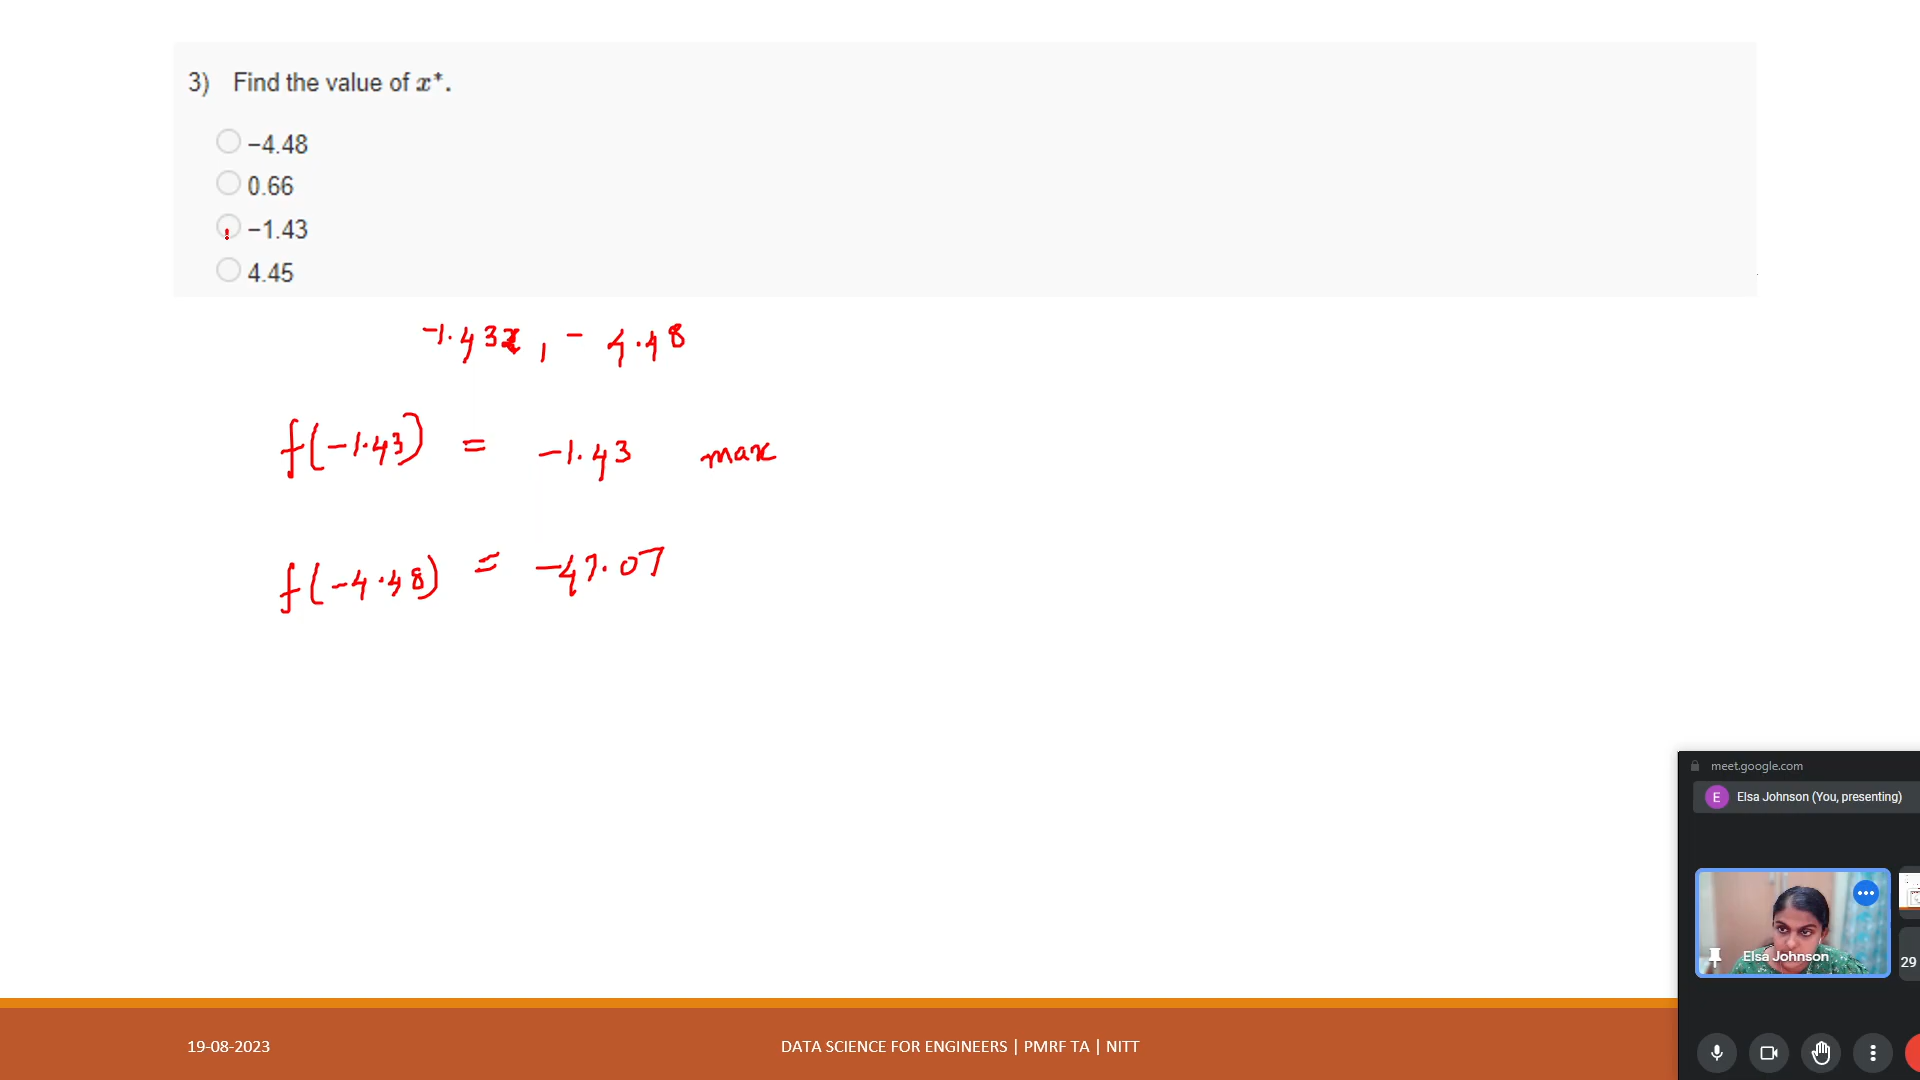 3) Find the value of x*.
−4.48
0.66
−1.43
4.45
-1.43 , - 4.48
f(-1.43) = -1.43 max
f(-4.48) = -47.07
meet.google.com
E Elsa Johnson (You, presenting)
Elsa Johnson
29
19-08-2023 DATA SCIENCE FOR ENGINEERS | PMRF TA | NITT